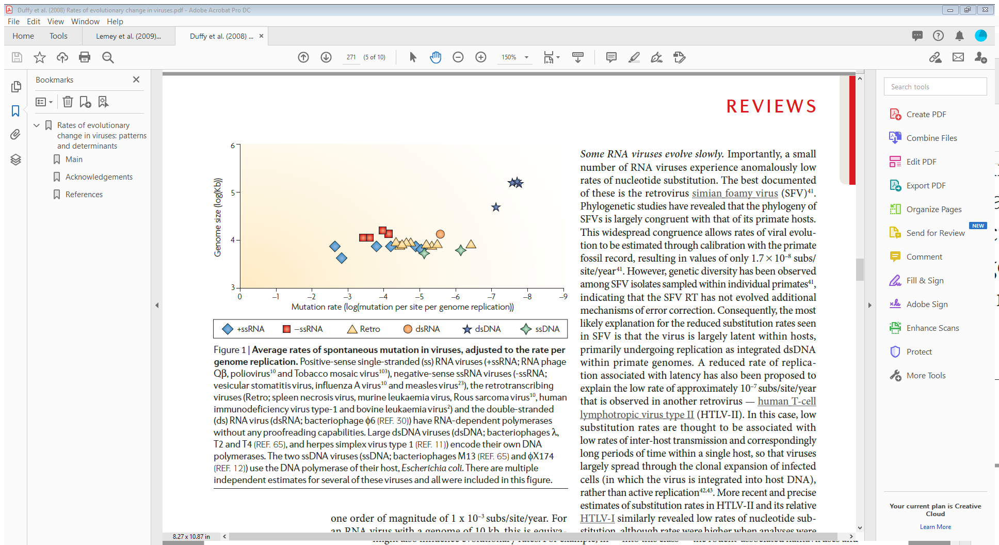 Duffy et al. (2008) Rates of evolutionary change in viruses.pdf - Adobe Acrobat Pro DC
File Edit View Window Help
Home Tools Lemey et al. (2009)... Duffy et al. (2008) ... ×
271 (5 of 10) 150%
Bookmarks
Rates of evolutionary
change in viruses: patterns
and determinants
Main
Acknowledgements
References
REVIEWS
6
5
4
3
Genome size (log(Kb))
0 –1 –2 –3 –4 –5 –6 –7 –8 –9
Mutation rate (log(mutation per site per genome replication))
+ssRNA –ssRNA Retro dsRNA dsDNA ssDNA
Figure 1 | Average rates of spontaneous mutation in viruses, adjusted to the rate per
genome replication. Positive-sense single-stranded (ss) RNA viruses (+ssRNA; RNA phage
Qβ, poliovirus¹⁰ and Tobacco mosaic virus¹⁰³), negative-sense ssRNA viruses (-ssRNA;
vesicular stomatitis virus, influenza A virus¹⁰ and measles virus²³), the retrotranscribing
viruses (Retro; spleen necrosis virus, murine leukaemia virus, Rous sarcoma virus¹⁰, human
immunodeficiency virus type-1 and bovine leukaemia virus²) and the double-stranded
(ds) RNA virus (dsRNA; bacteriophage ϕ6 (REF. 30)) have RNA-dependent polymerases
without any proofreading capabilities. Large dsDNA viruses (dsDNA; bacteriophages λ,
T2 and T4 (REF. 65), and herpes simplex virus type 1 (REF. 11)) encode their own DNA
polymerases. The two ssDNA viruses (ssDNA; bacteriophages M13 (REF. 65) and ϕX174
(REF. 12)) use the DNA polymerase of their host, Escherichia coli. There are multiple
independent estimates for several of these viruses and all were included in this figure.
one order of magnitude of 1 x 10⁻³ subs/site/year. For
an RNA virus with a genome of 10 kb, this is equiva-
Some RNA viruses evolve slowly. Importantly, a small
number of RNA viruses experience anomalously low
rates of nucleotide substitution. The best documented
of these is the retrovirus simian foamy virus (SFV)⁴¹.
Phylogenetic studies have revealed that the phylogeny of
SFVs is largely congruent with that of its primate hosts.
This widespread congruence allows rates of viral evolu-
tion to be estimated through calibration with the primate
fossil record, resulting in values of only 1.7 × 10⁻⁸ subs/
site/year⁴¹. However, genetic diversity has been observed
among SFV isolates sampled within individual primates⁴¹,
indicating that the SFV RT has not evolved additional
mechanisms of error correction. Consequently, the most
likely explanation for the reduced substitution rates seen
in SFV is that the virus is largely latent within hosts,
primarily undergoing replication as integrated dsDNA
within primate genomes. A reduced rate of replica-
tion associated with latency has also been proposed to
explain the low rate of approximately 10⁻⁷ subs/site/year
that is observed in another retrovirus — human T-cell
lymphotropic virus type II (HTLV-II). In this case, low
substitution rates are thought to be associated with
low rates of inter-host transmission and correspondingly
long periods of time within a single host, so that viruses
largely spread through the clonal expansion of infected
cells (in which the virus is integrated into host DNA),
rather than active replication⁴²,⁴³. More recent and precise
estimates of substitution rates in HTLV-II and its relative
HTLV-I similarly revealed low rates of nucleotide sub-
stitution, although rates were higher when analyses were
8.27 x 10.87 in
Search tools
Create PDF
Combine Files
Edit PDF
Export PDF
Organize Pages
NEW
Send for Review
Comment
Fill & Sign
Adobe Sign
Enhance Scans
Protect
More Tools
Your current plan is Creative
Cloud
Learn More